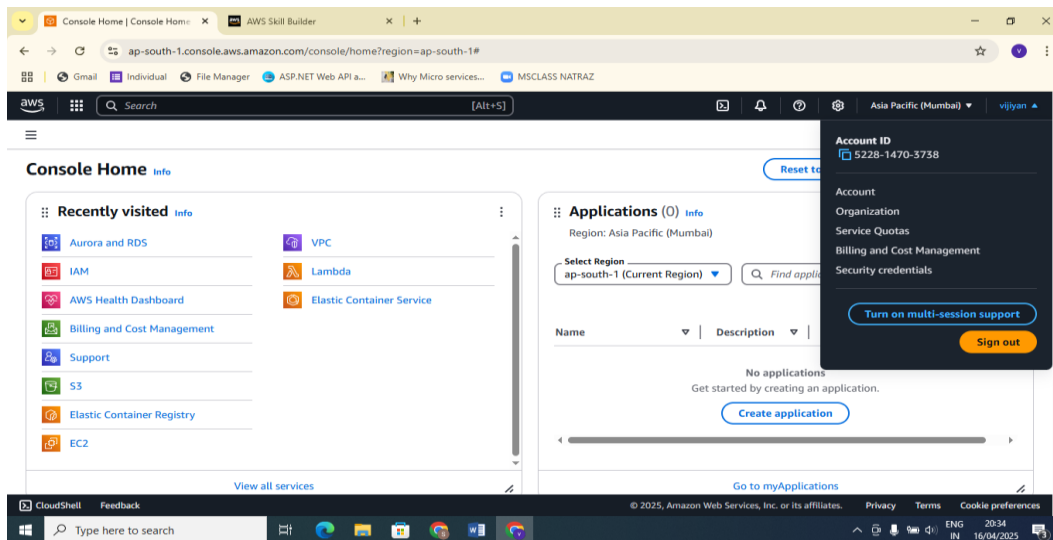 Console Home | Console Home
AWS Skill Builder
ap-south-1.console.aws.amazon.com/console/home?region=ap-south-1#
V
Gmail
Individual
File Manager
ASP.NET Web API a...
Why Micro services...
MSCLASS NATRAZ
aws
Search
[Alt+S]
Asia Pacific (Mumbai)
vijiyan
Account ID
5228-1470-3738
Account
Organization
Service Quotas
Billing and Cost Management
Security credentials
Turn on multi-session support
Sign out
Console Home Info
Reset to
Recently visited Info
Aurora and RDS
IAM
AWS Health Dashboard
Billing and Cost Management
Support
S3
Elastic Container Registry
EC2
VPC
Lambda
Elastic Container Service
View all services
Applications (0) Info
Region: Asia Pacific (Mumbai)
Select Region
ap-south-1 (Current Region)
Find applic
Name
Description
No applications
Get started by creating an application.
Create application
Go to myApplications
CloudShell
Feedback
© 2025, Amazon Web Services, Inc. or its affiliates.
Privacy
Terms
Cookie preferences
Type here to search
ENG
IN
20:34
16/04/2025
3